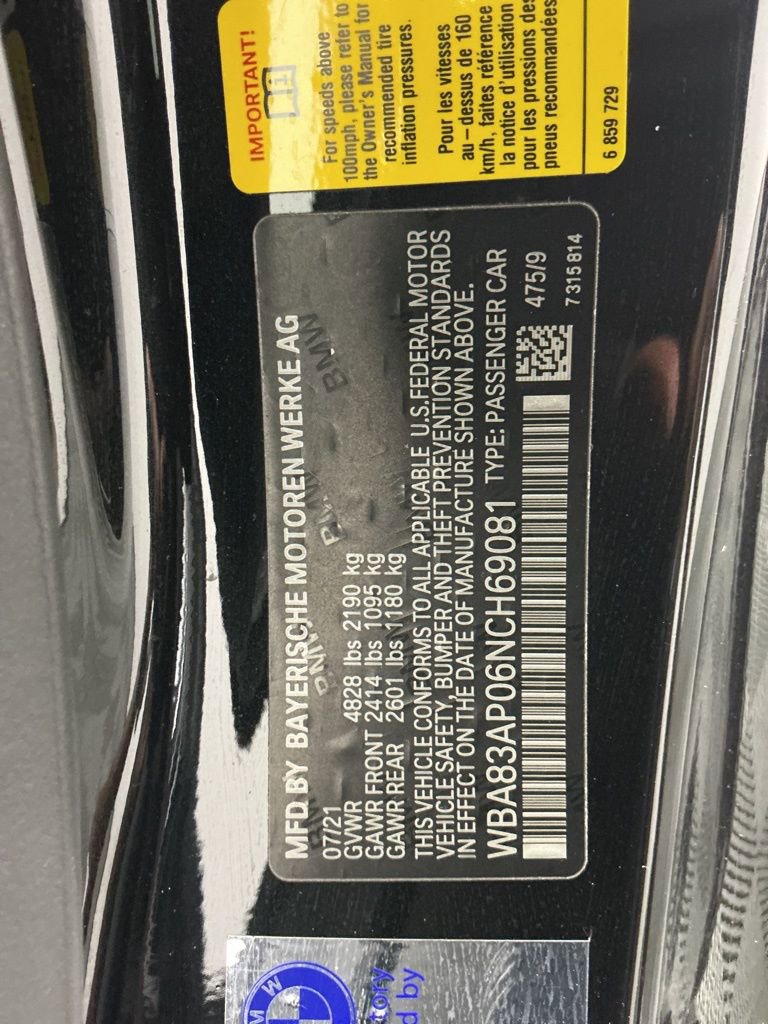 IMPORTANT!
For speeds above
100mph, please refer to
the Owner's Manual for
recommended tire
inflation pressures.
Pour les vitesses
au - dessus de 160
km/h, faites référence
la notice d'utilisation
pour les pressions des
pneus recommandées
6 859 729
MFD BY BAYERISCHE MOTOREN WERKE AG
07/21
GVWR 4828 lbs 2190 kg
GAWR FRONT 2414 lbs 1095 kg
GAWR REAR 2601 lbs 1180 kg
THIS VEHICLE CONFORMS TO ALL APPLICABLE U.S.FEDERAL MOTOR
VEHICLE SAFETY, BUMPER AND THEFT PREVENTION STANDARDS
IN EFFECT ON THE DATE OF MANUFACTURE SHOWN ABOVE.
WBA83AP06NCH69081 TYPE: PASSENGER CAR
475/9
7 315 814
BMW
BMW
BMW